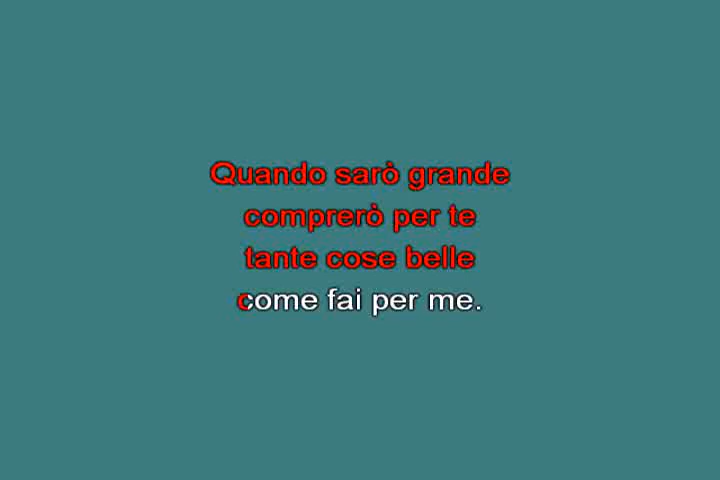 Quando sarò grande
comprerò per te
tante cose belle
come fai per me.